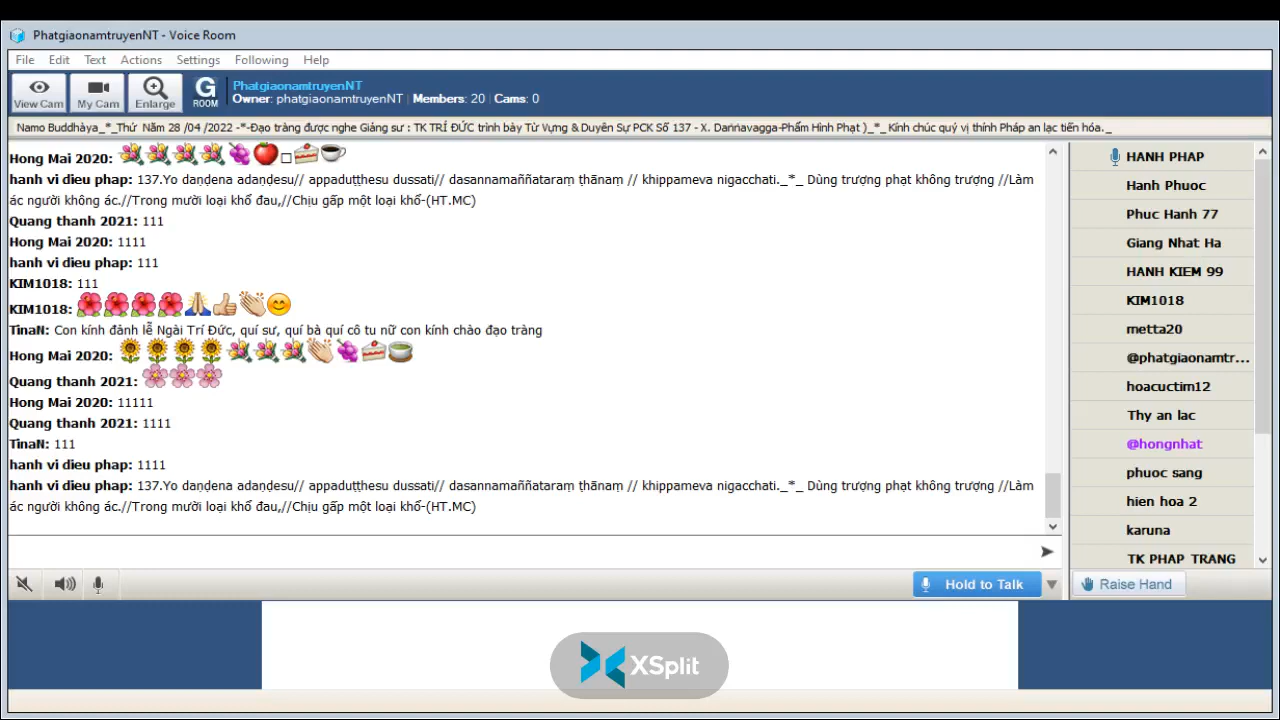 PhatgiaonamtruyenNT - Voice Room
File Edit Text Actions Settings Following Help
View Cam
My Cam
Enlarge
G ROOM
PhatgiaonamtruyenNT
Owner: phatgiaonamtruyenNT | Members: 20 | Cams: 0
Namo Buddhàya_*_Thứ Năm 28 /04 /2022 -*-Đạo tràng được nghe Giảng sư : TK TRÍ ĐỨC trình bày Từ Vựng & Duyên Sự PCK Số 137 - X. Daṇṇavagga-Phẩm Hình Phạt )_*_ Kính chúc quý vị thính Pháp an lạc tiến hóa._
Hong Mai 2020: 💐💐💐💐🍇🍎□🍰☕
hanh vi dieu phap: 137.Yo daṇḍena adaṇḍesu// appaduṭṭhesu dussati// dasannamaññataraṃ ṭhānaṃ // khippameva nigacchati._*_ Dùng trượng phạt không trượng //Làm
ác người không ác.//Trong mười loại khổ đau,//Chịu gấp một loại khổ-(HT.MC)
Quang thanh 2021: 111
Hong Mai 2020: 1111
hanh vi dieu phap: 111
KIM1018: 111
KIM1018: 🌺🌺🌺🌺🙏👍👏😊
TinaN: Con kính đảnh lễ Ngài Trí Đức, quí sư, quí bà quí cô tu nữ con kính chào đạo tràng
Hong Mai 2020: 🌻🌻🌻🌻💐💐💐👏🍇🍰🍵
Quang thanh 2021: 🌸🌸🌸
Hong Mai 2020: 11111
Quang thanh 2021: 1111
TinaN: 111
hanh vi dieu phap: 1111
hanh vi dieu phap: 137.Yo daṇḍena adaṇḍesu// appaduṭṭhesu dussati// dasannamaññataraṃ ṭhānaṃ // khippameva nigacchati._*_ Dùng trượng phạt không trượng //Làm
ác người không ác.//Trong mười loại khổ đau,//Chịu gấp một loại khổ-(HT.MC)
HANH PHAP
Hanh Phuoc
Phuc Hanh 77
Giang Nhat Ha
HANH KIEM 99
KIM1018
metta20
@phatgiaonamtr...
hoacuctim12
Thy an lac
@hongnhat
phuoc sang
hien hoa 2
karuna
TK PHAP TRANG
Hold to Talk
Raise Hand
XSplit